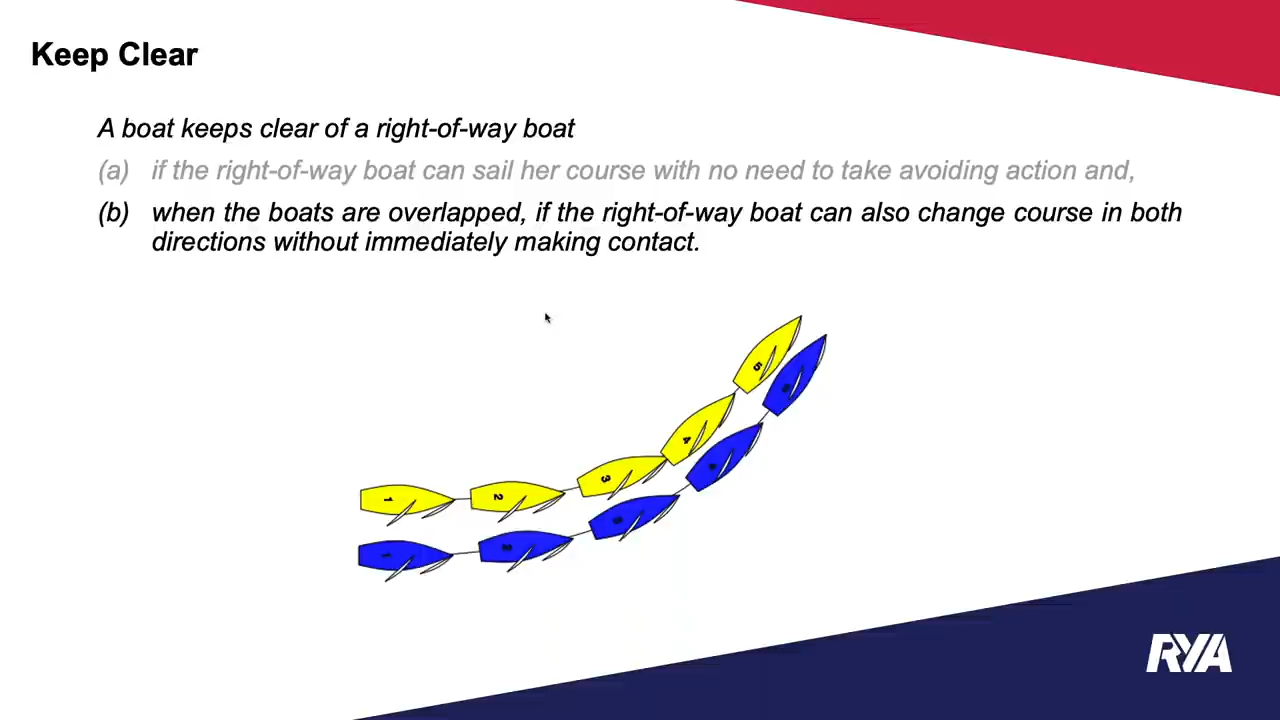 Keep Clear
A boat keeps clear of a right-of-way boat
(a) if the right-of-way boat can sail her course with no need to take avoiding action and,
(b) when the boats are overlapped, if the right-of-way boat can also change course in both
directions without immediately making contact.
5
4
3
1
2
1
RYA